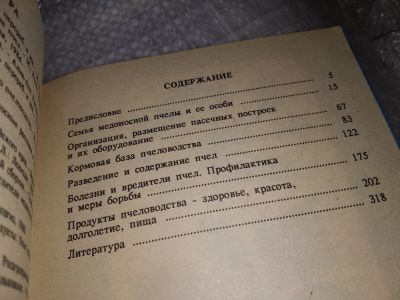 СОДЕРЖАНИЕ
Предисловие 5
Семья медоносной пчелы и ее особи 15
Организация, размещение пасечных построек
и их оборудование 67
Кормовая база пчеловодства 83
Разведение и содержание пчел 122
Болезни и вредители пчел. Профилактика
и меры борьбы 175
Продукты пчеловодства - здоровье, красота,
долголетие, пища 202
Литература 318